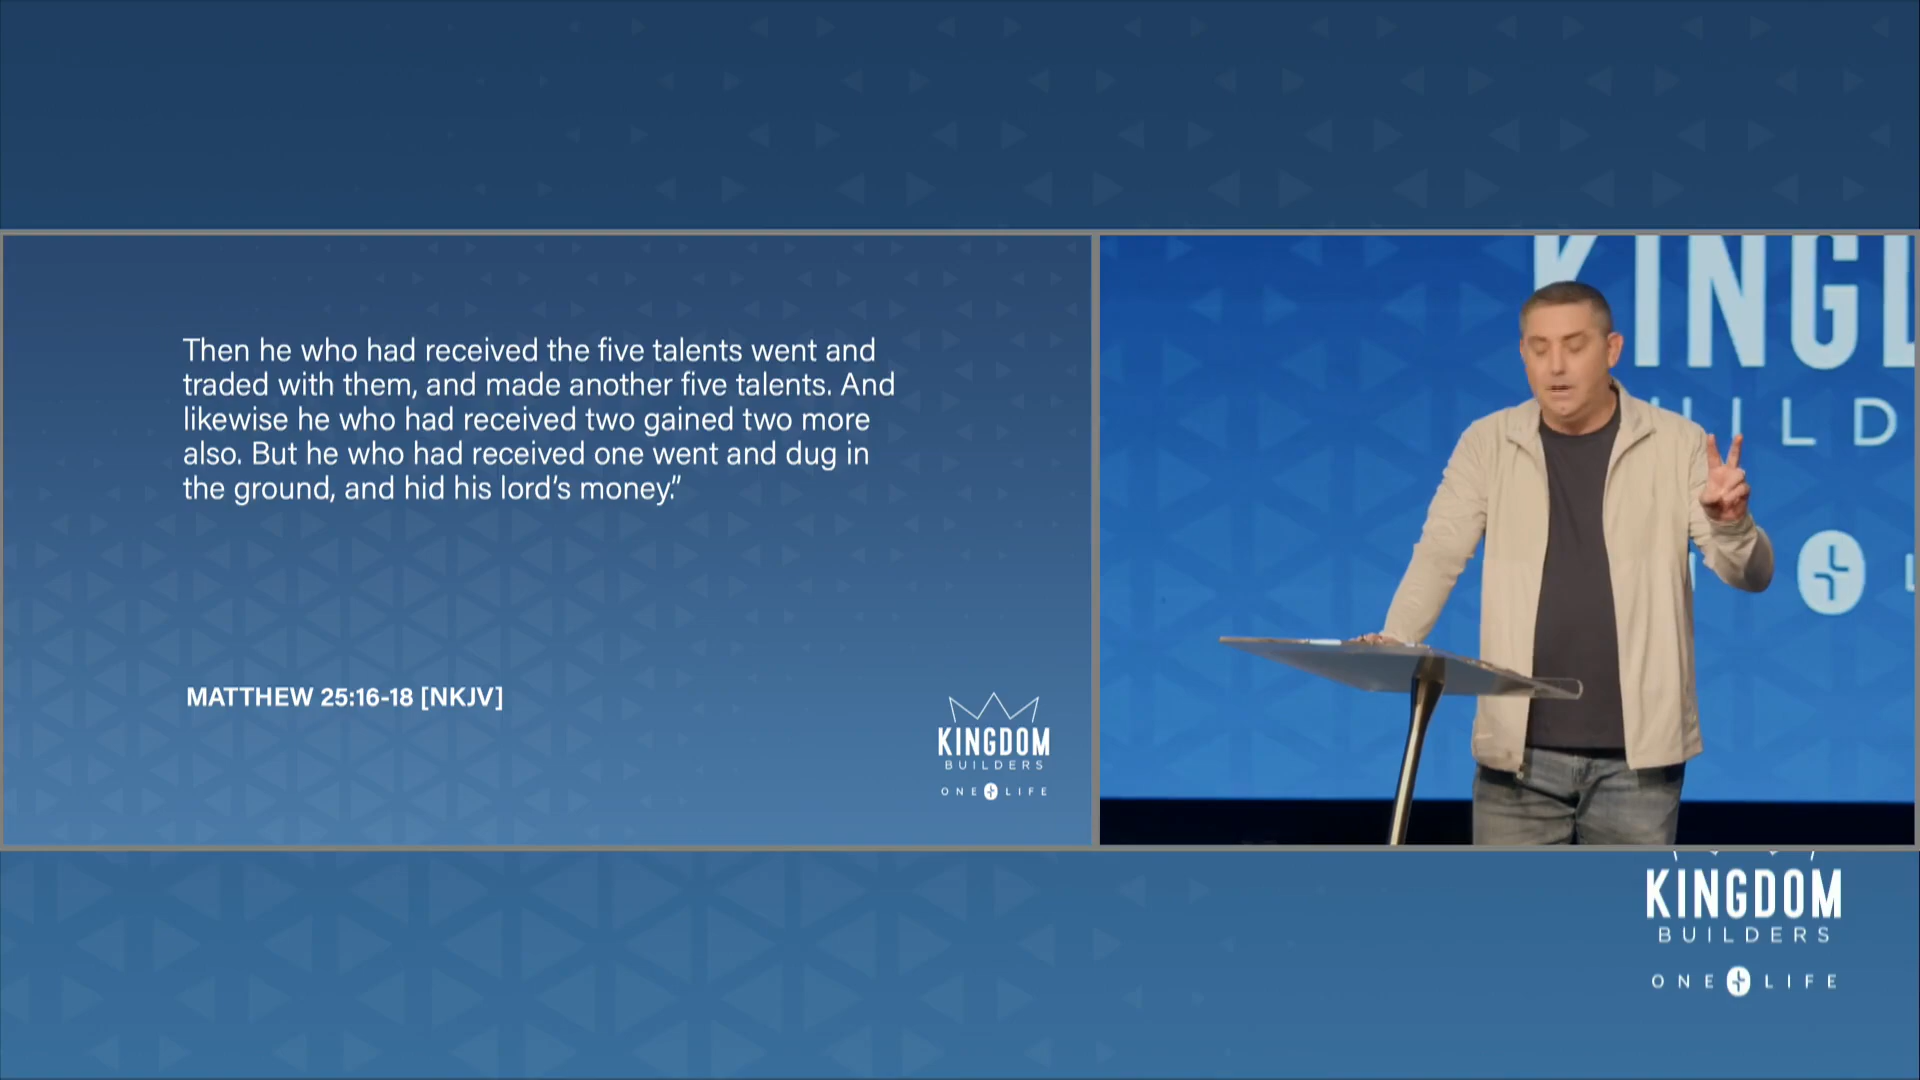 Then he who had received the five talents went and
traded with them, and made another five talents. And
likewise he who had received two gained two more
also. But he who had received one went and dug in
the ground, and hid his lord’s money.”
MATTHEW 25:16-18 [NKJV]
KINGDOM
BUILDERS
ONE LIFE
KINGD
UILD
L
KINGDOM
BUILDERS
ONE LIFE